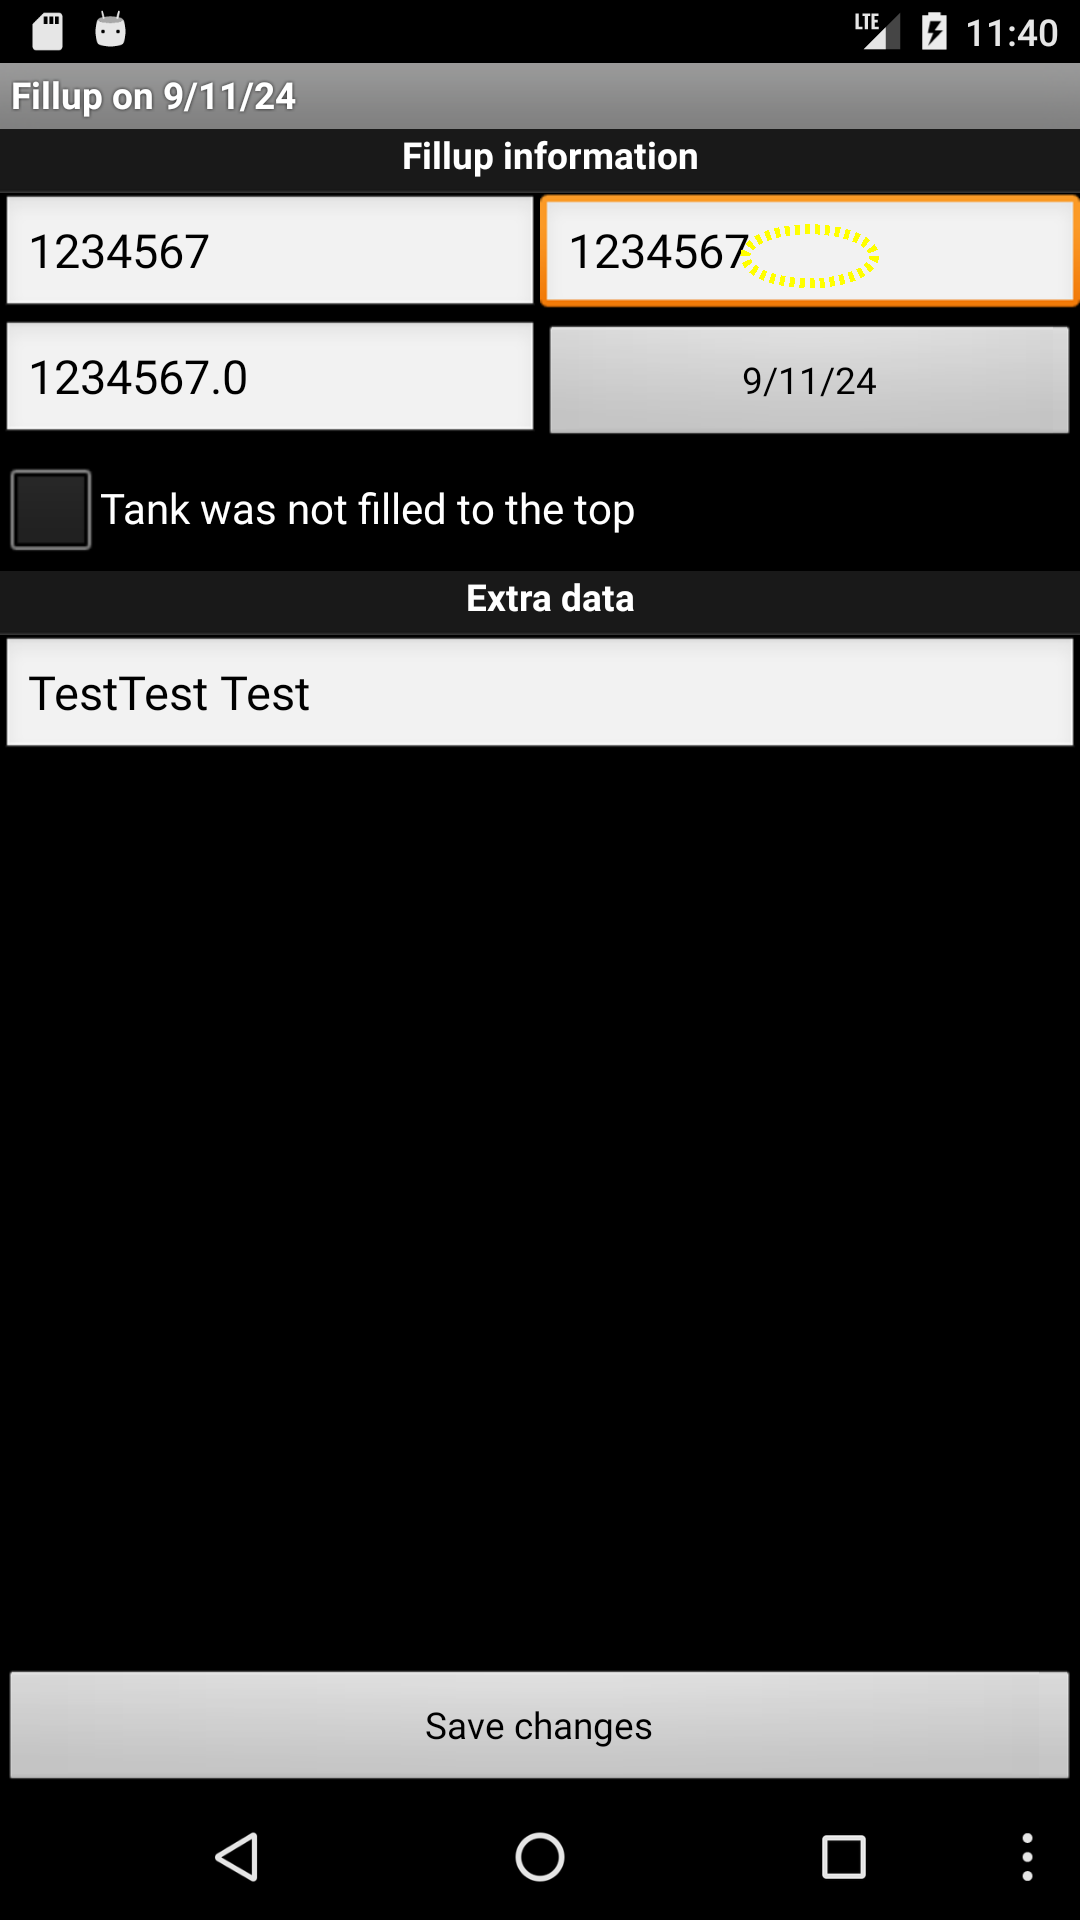 LTE 11:40
Fillup on 9/11/24
Fillup information
1234567 1234567
1234567.0 9/11/24
Tank was not filled to the top
Extra data
TestTest Test
Save changes